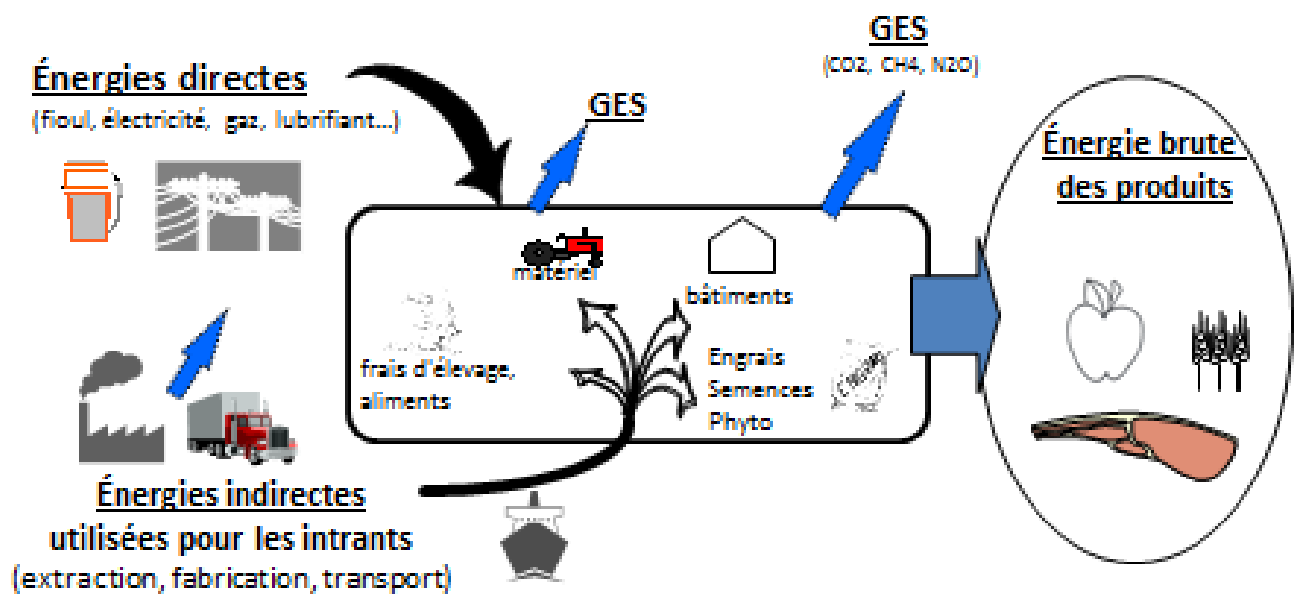 Énergies directes
(fioul, électricité, gaz, lubrifiant...)
GES
GES
(CO2, CH4, N2O)
Énergie brute
des produits
matériel
bâtiments
frais d'élevage,
aliments
Engrais
Semences
Phyto
Énergies indirectes
utilisées pour les intrants
(extraction, fabrication, transport)